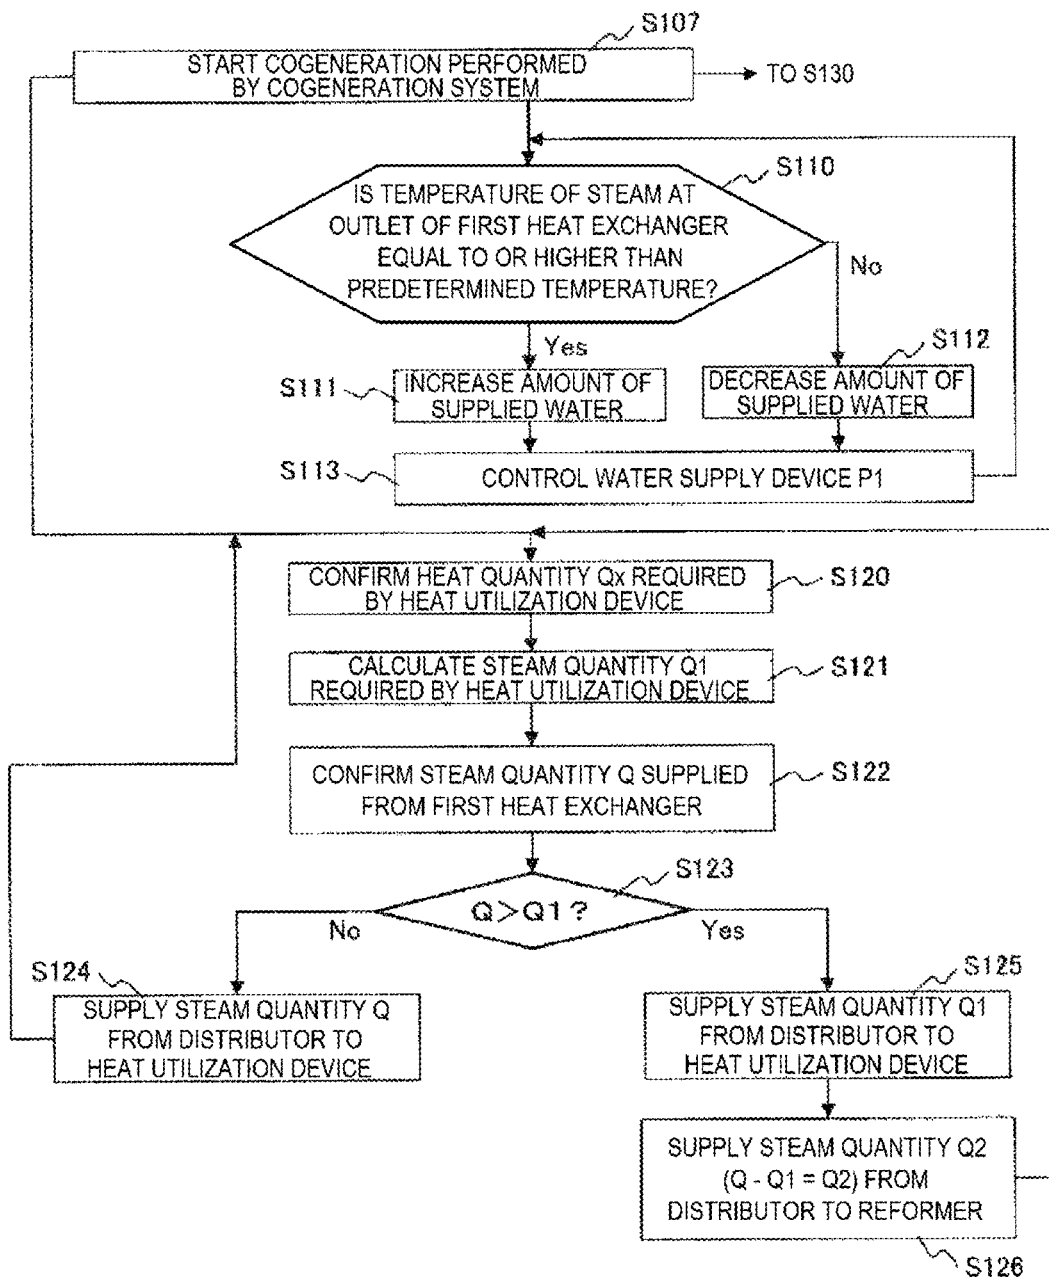 S107
START COGENERATION PERFORMED
BY COGENERATION SYSTEM
TO S130
S110
IS TEMPERATURE OF STEAM AT
OUTLET OF FIRST HEAT EXCHANGER
EQUAL TO OR HIGHER THAN
PREDETERMINED TEMPERATURE?
No
Yes
S111
INCREASE AMOUNT OF
SUPPLIED WATER
S112
DECREASE AMOUNT OF
SUPPLIED WATER
S113
CONTROL WATER SUPPLY DEVICE P1
CONFIRM HEAT QUANTITY Qx REQUIRED
BY HEAT UTILIZATION DEVICE
S120
CALCULATE STEAM QUANTITY Q1
REQUIRED BY HEAT UTILIZATION DEVICE
S121
CONFIRM STEAM QUANTITY Q SUPPLIED
FROM FIRST HEAT EXCHANGER
S122
S123
Q>Q1?
No
Yes
S124
SUPPLY STEAM QUANTITY Q
FROM DISTRIBUTOR TO
HEAT UTILIZATION DEVICE
S125
SUPPLY STEAM QUANTITY Q1
FROM DISTRIBUTOR TO
HEAT UTILIZATION DEVICE
SUPPLY STEAM QUANTITY Q2
(Q - Q1 = Q2) FROM
DISTRIBUTOR TO REFORMER
S126